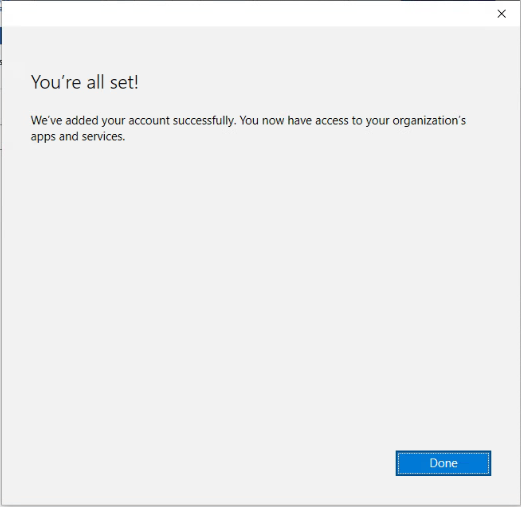 You're all set!
We've added your account successfully. You now have access to your organization's
apps and services.
Done